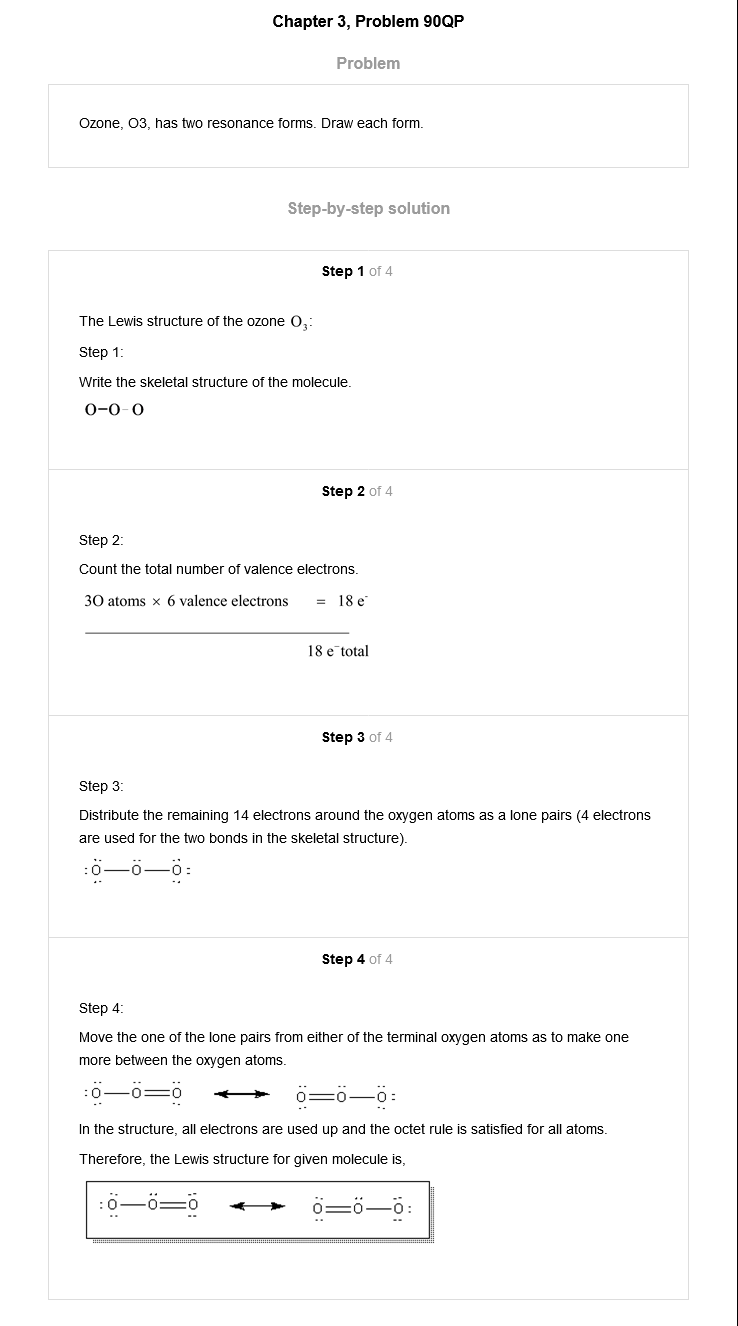 Chapter 3, Problem 90QP
Problem
Ozone, O3, has two resonance forms. Draw each form.
Step-by-step solution
Step 1 of 4
The Lewis structure of the ozone O₃:
Step 1:
Write the skeletal structure of the molecule.
O–O–O
Step 2 of 4
Step 2:
Count the total number of valence electrons.
3O atoms × 6 valence electrons = 18 e⁻
18 e⁻ total
Step 3 of 4
Step 3:
Distribute the remaining 14 electrons around the oxygen atoms as a lone pairs (4 electrons
are used for the two bonds in the skeletal structure).
:Ö—Ö—Ö:
Step 4 of 4
Step 4:
Move the one of the lone pairs from either of the terminal oxygen atoms as to make one
more between the oxygen atoms.
:Ö—Ö=Ö ↔ Ö=Ö—Ö:
In the structure, all electrons are used up and the octet rule is satisfied for all atoms.
Therefore, the Lewis structure for given molecule is,
:Ö—Ö=Ö ↔ Ö=Ö—Ö: